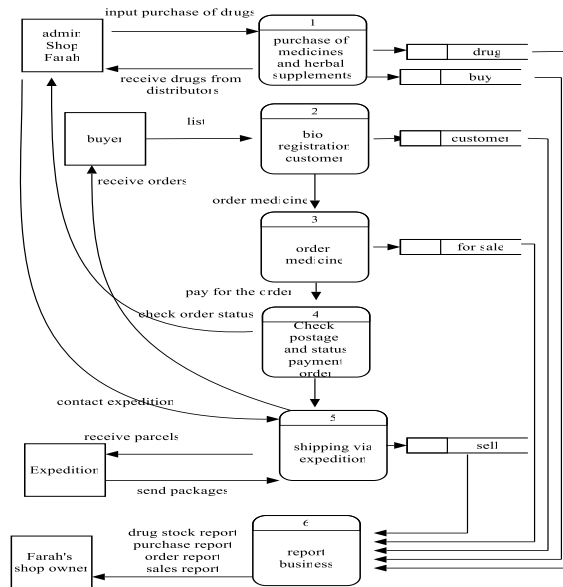 input purchase of drugs
admin
Shop
Farah
1
purchase of
medicines
and herbal
supplements
drug
buy
receive drugs from
distributors
buyer
list
2
bio
registration
customer
customer
receive orders
order medicine
3
order
medicine
for sale
pay for the order
check order status
4
Check
postage
and status
payment
order
contact expedition
5
shipping via
expedition
sell
receive parcels
Expedition
send packages
6
report
business
drug stock report
purchase report
order report
sales report
Farah's
shop owner